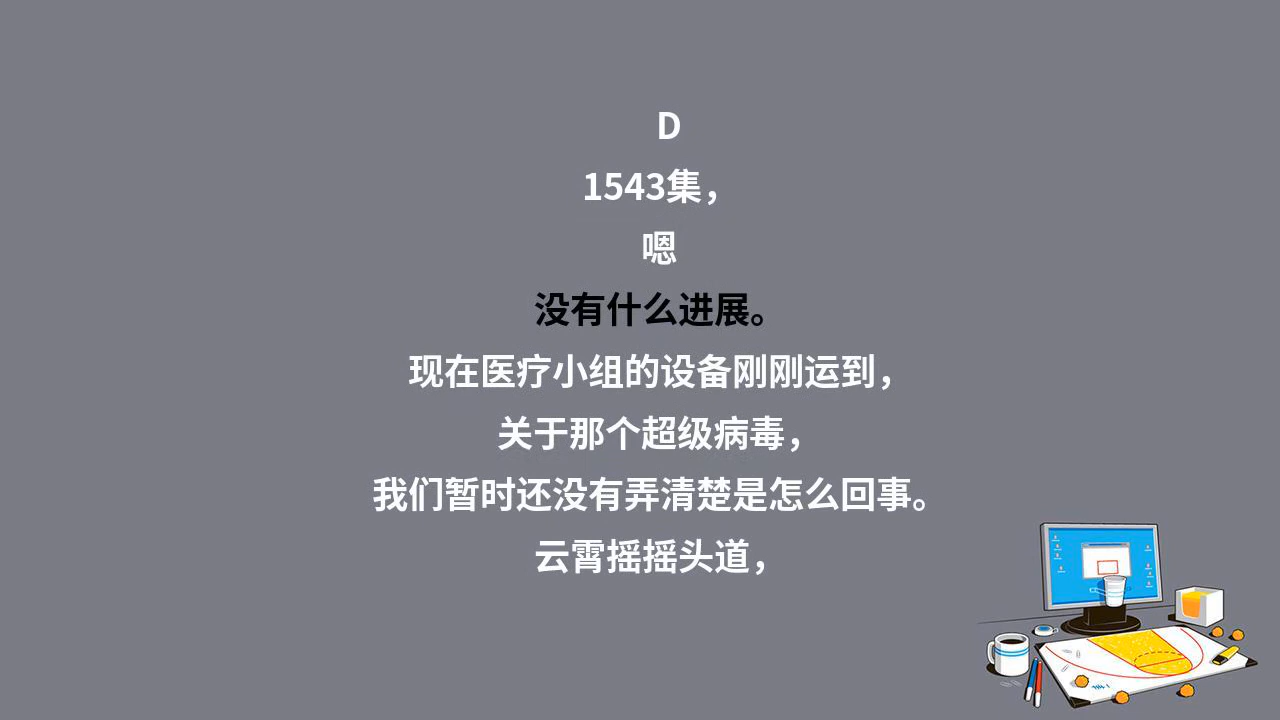 D
1543集，
嗯
没有什么进展。
现在医疗小组的设备刚刚运到，
关于那个超级病毒，
我们暂时还没有弄清楚是怎么回事。
云霄摇摇头道，